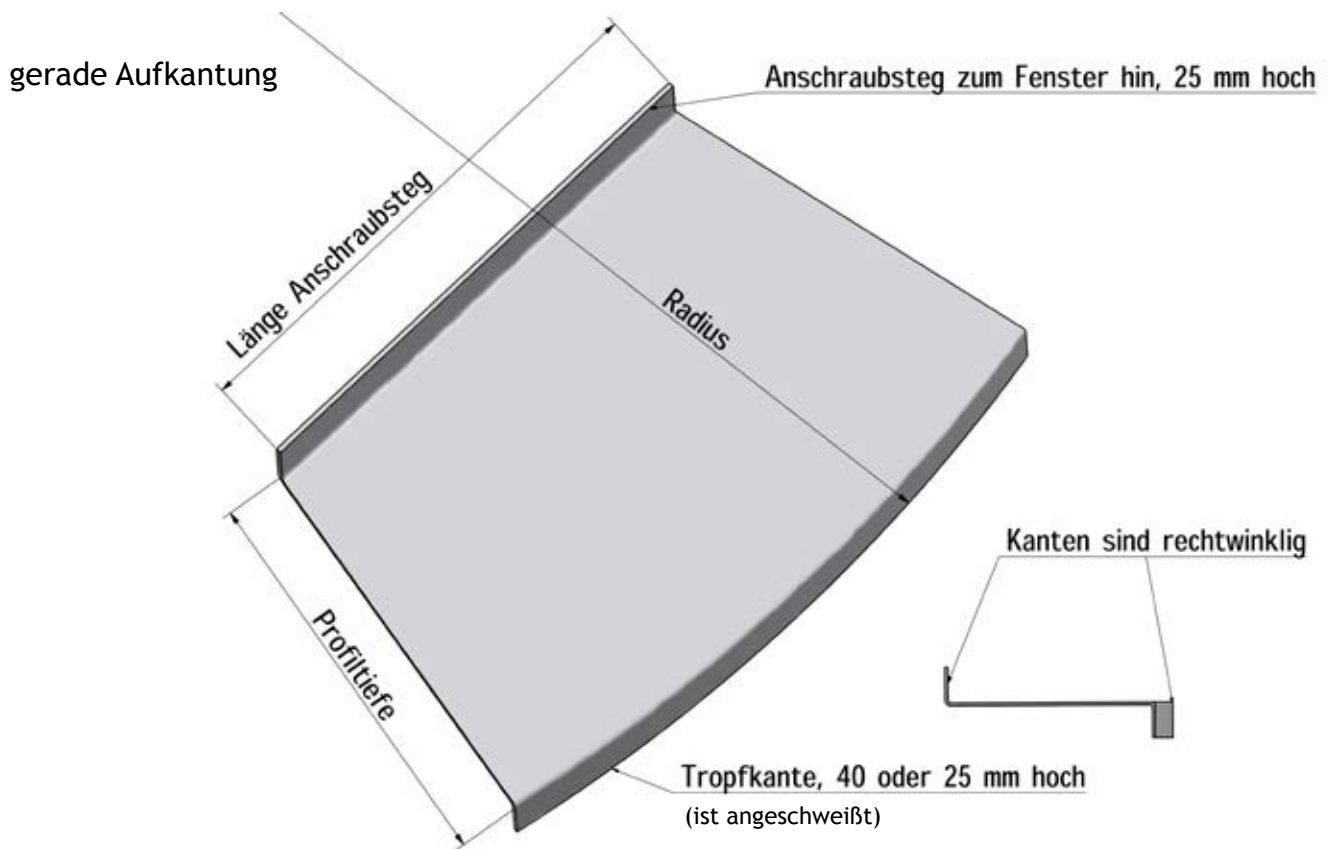 gerade Aufkantung
Anschraubsteg zum Fenster hin, 25 mm hoch
Länge Anschraubsteg
Radius
Kanten sind rechtwinklig
Profiltiefe
Tropfkante, 40 oder 25 mm hoch
(ist angeschweißt)